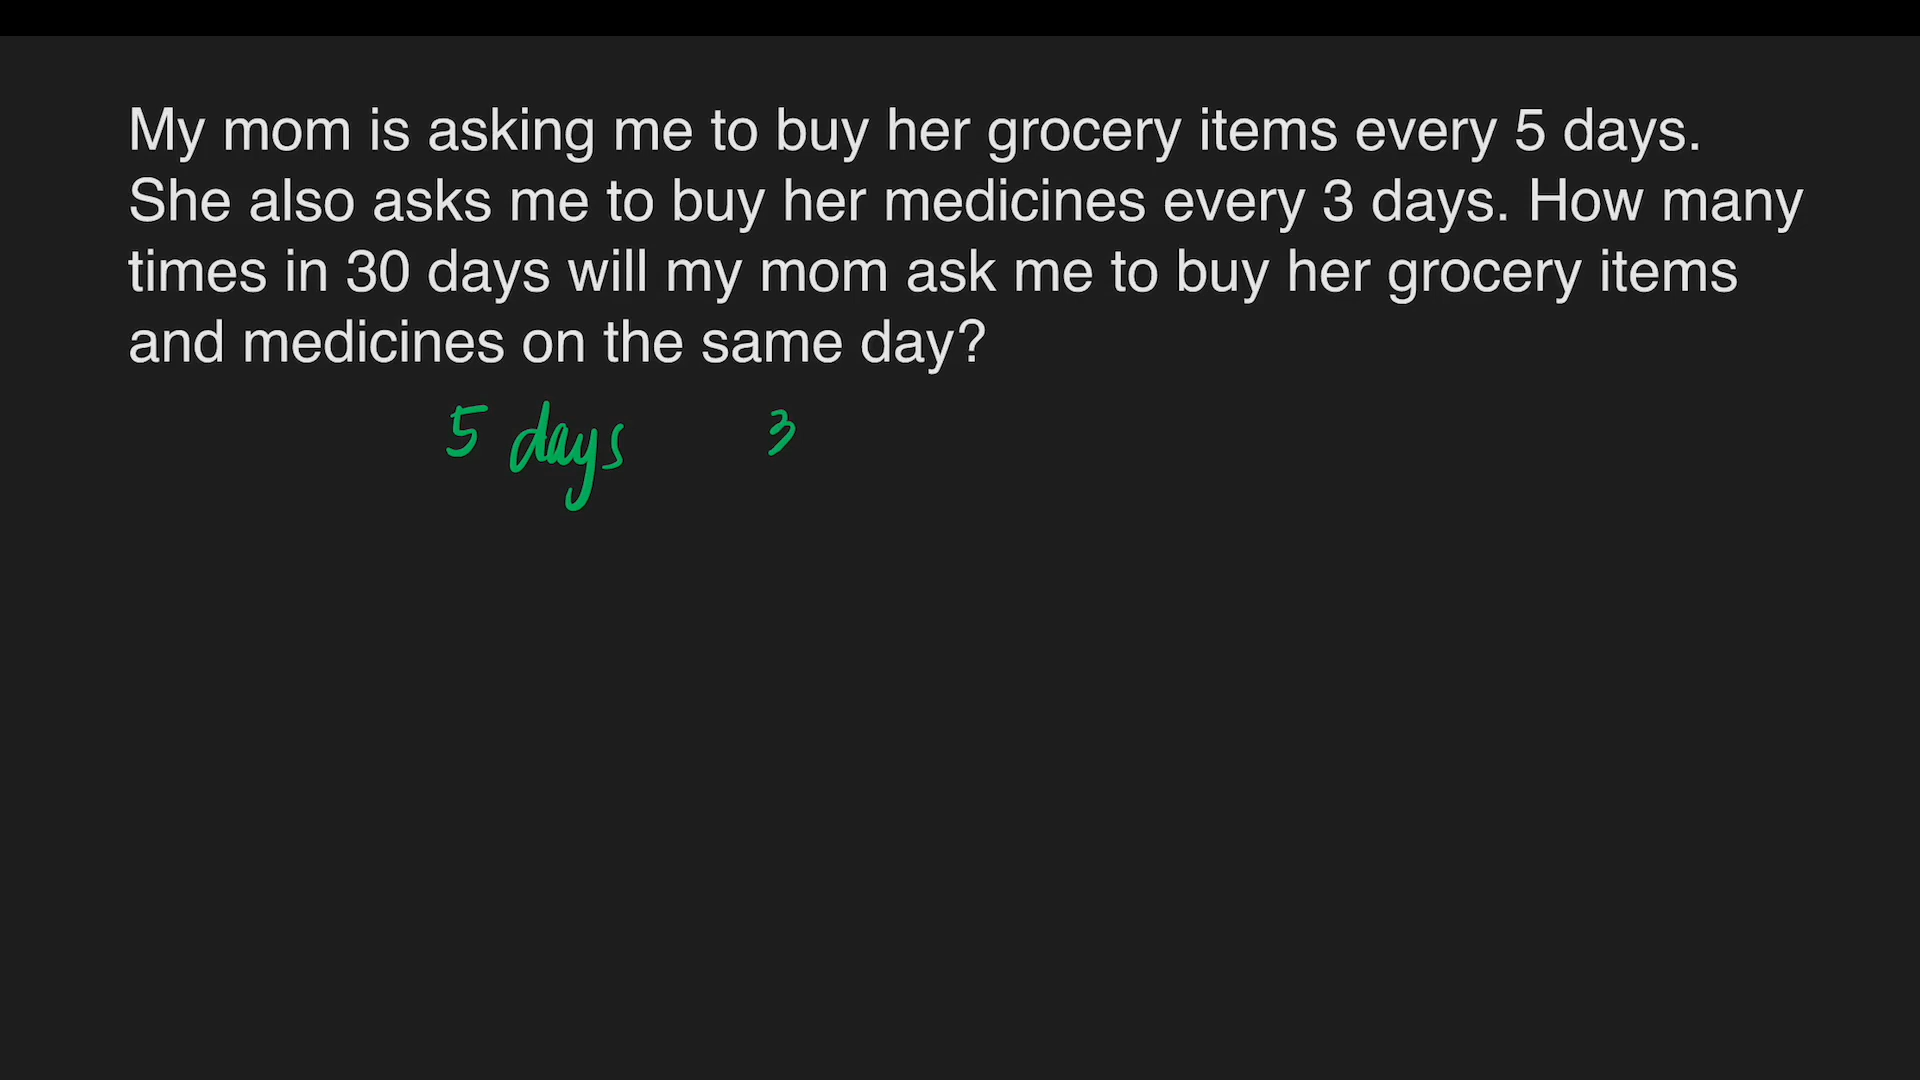 My mom is asking me to buy her grocery items every 5 days.
She also asks me to buy her medicines every 3 days. How many
times in 30 days will my mom ask me to buy her grocery items
and medicines on the same day?
5 days 3